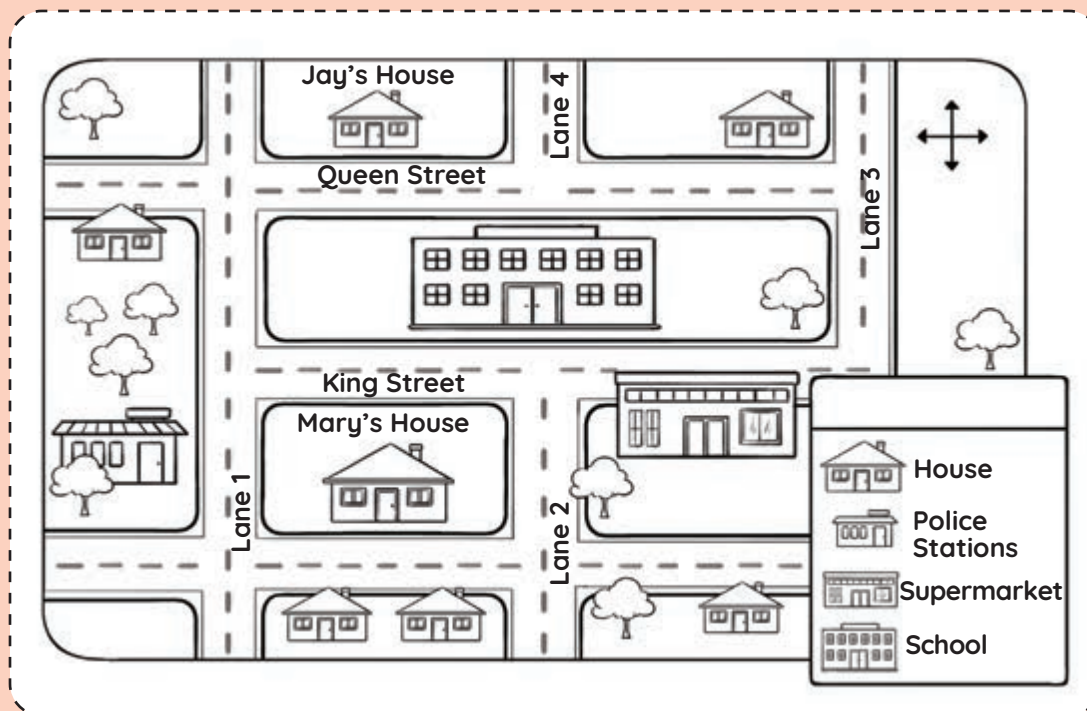 Jay's House
Lane 4
Queen Street
Lane 3
King Street
Mary's House
Lane 1
Lane 2
House
Police
Stations
Supermarket
School